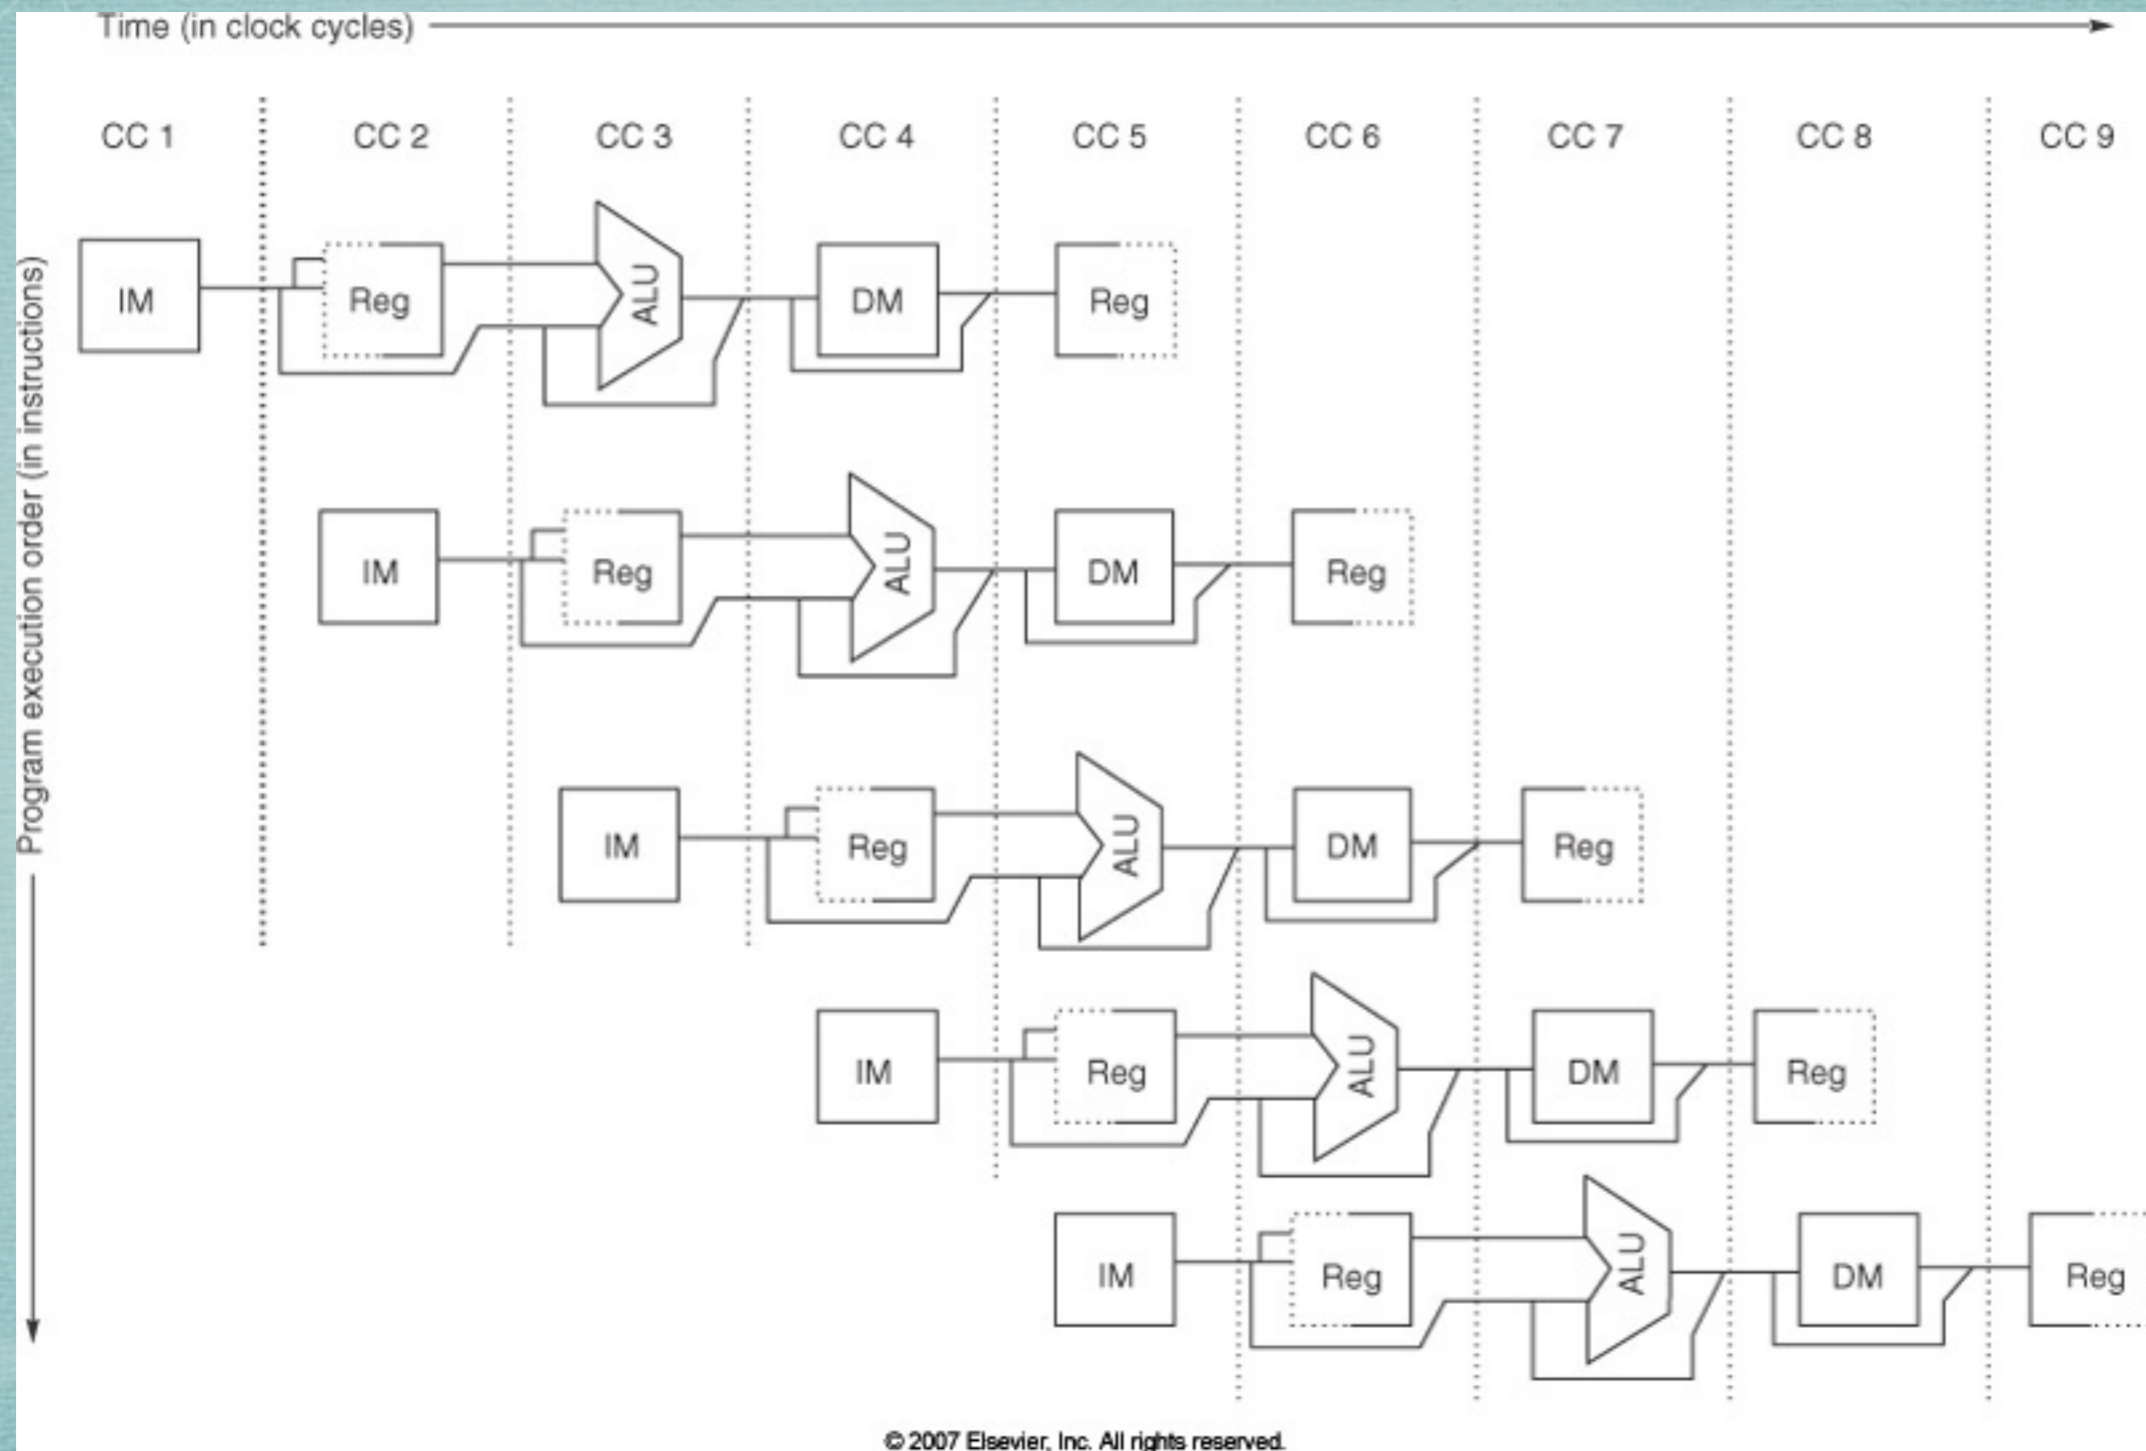 Time (in clock cycles)
CC 1 CC 2 CC 3 CC 4 CC 5 CC 6 CC 7 CC 8 CC 9
Program execution order (in instructions)
IM Reg ALU DM Reg
IM Reg ALU DM Reg
IM Reg ALU DM Reg
IM Reg ALU DM Reg
IM Reg ALU DM Reg
© 2007 Elsevier, Inc. All rights reserved.